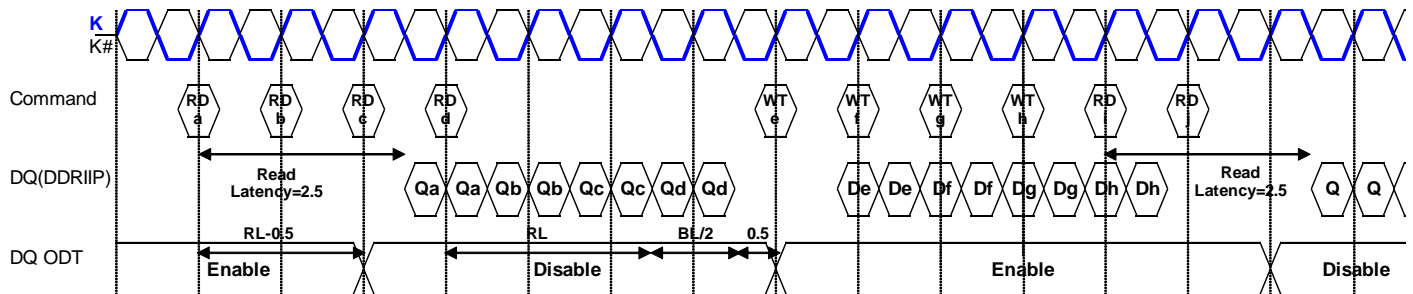 K
K#
Command
RD a RD b RD c RD d WT e WT f WT g WT h RD i RD j
DQ(DDRIIP)
Read Latency=2.5
Qa Qa Qb Qb Qc Qc Qd Qd De De Df Df Dg Dg Dh Dh
Read Latency=2.5
Q Q
DQ ODT
RL-0.5 RL BL/2 0.5
Enable Disable Enable Disable